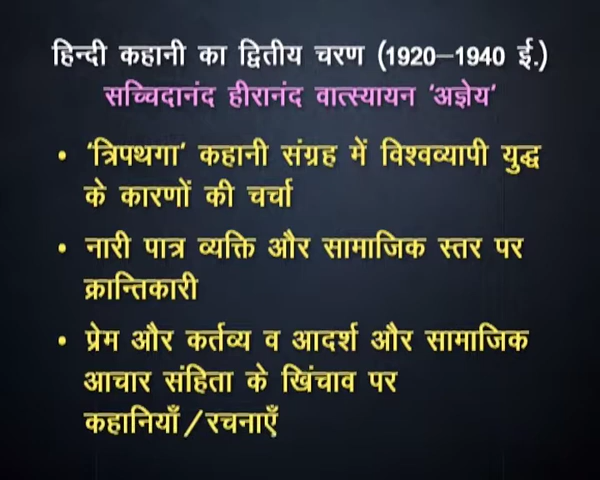 हिन्दी कहानी का द्वितीय चरण (1920–1940 ई.)
सच्चिदानंद हीरानंद वात्स्यायन 'अज्ञेय'
• 'त्रिपथगा' कहानी संग्रह में विश्वव्यापी युद्ध
के कारणों की चर्चा
• नारी पात्र व्यक्ति और सामाजिक स्तर पर
क्रान्तिकारी
• प्रेम और कर्तव्य व आदर्श और सामाजिक
आचार संहिता के खिंचाव पर
कहानियाँ/रचनाएँ